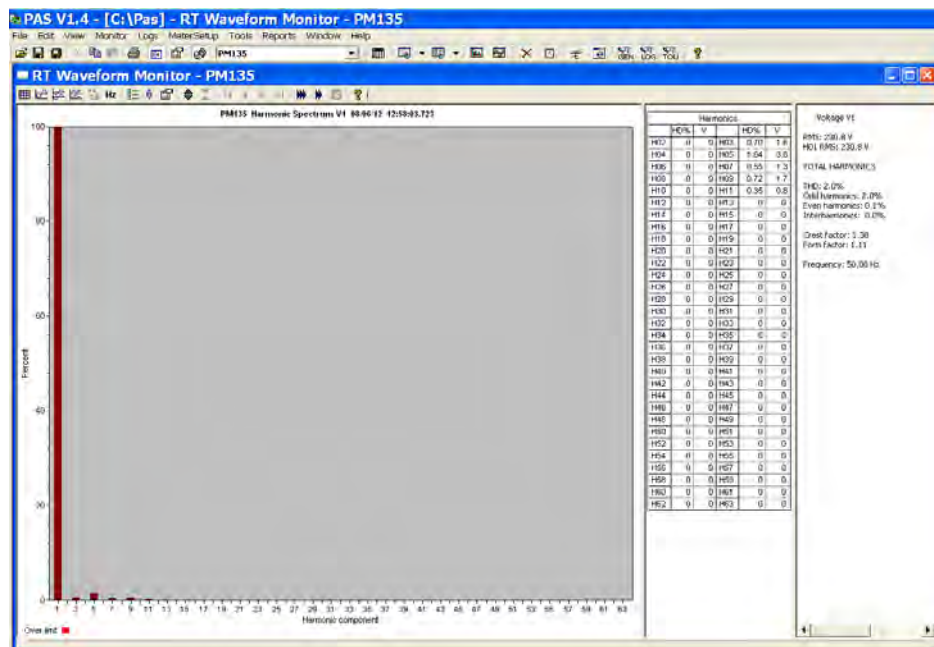 PAS V1.4 - [C:\Pas] - RT Waveform Monitor - PM135
File Edit View Monitor Logs MeterSetup Tools Reports Window Help
PM135
RT Waveform Monitor - PM135
Hz
PM135 Harmonic Spectrum V1
Harmonics
HD% V HD% V
H02 0 0 H03 0.70 1.6
H04 0 0 H05 1.64 3.8
H06 0 0 H07 0.55 1.3
H08 0 0 H09 0.72 1.7
H10 0 0 H11 0.35 0.8
H12 0 0 H13 0 0
H14 0 0 H15 0 0
H16 0 0 H17 0 0
H18 0 0 H19 0 0
H20 0 0 H21 0 0
H22 0 0 H23 0 0
H24 0 0 H25 0 0
H26 0 0 H27 0 0
H28 0 0 H29 0 0
H30 0 0 H31 0 0
H32 0 0 H33 0 0
H34 0 0 H35 0 0
H36 0 0 H37 0 0
H38 0 0 H39 0 0
H40 0 0 H41 0 0
H42 0 0 H43 0 0
H44 0 0 H45 0 0
H46 0 0 H47 0 0
H48 0 0 H49 0 0
H50 0 0 H51 0 0
H52 0 0 H53 0 0
H54 0 0 H55 0 0
H56 0 0 H57 0 0
H58 0 0 H59 0 0
H60 0 0 H61 0 0
H62 0 0 H63 0 0
Voltage V1
RMS: 230.8 V
H01 RMS: 230.8 V
TOTAL HARMONICS
THD: 2.0%
Odd harmonics: 2.0%
Even harmonics: 0.1%
Interharmonics: 0.0%
Crest factor: 1.38
Form factor: 1.11
Frequency: 50.00 Hz
100
80
60
40
20
0
Percent
1 3 5 7 9 11 13 15 17 19 21 23 25 27 29 31 33 35 37 39 41 43 45 47 49 51 53 55 57 59 61 63
Harmonic component
Over limit